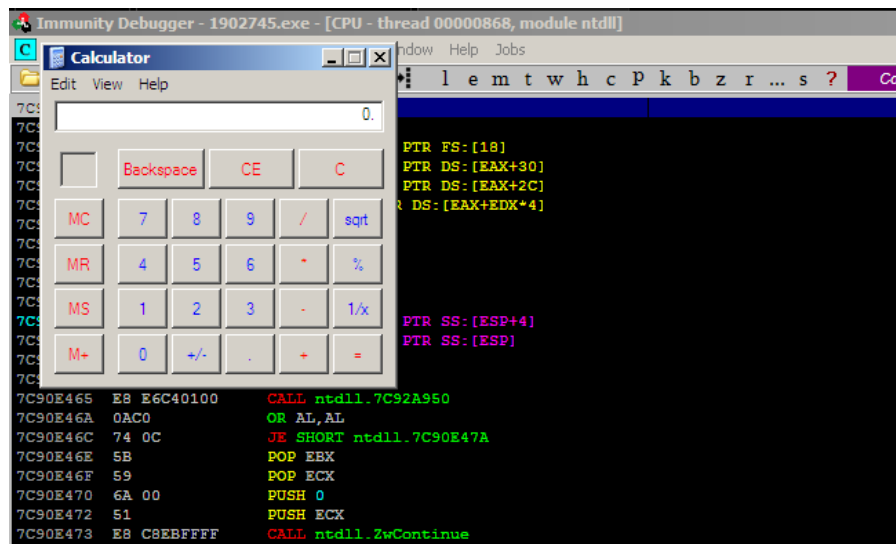 Immunity Debugger - 1902745.exe - [CPU - thread 00000868, module ntdll]
C Calculator ndow Help Jobs
Edit View Help l e m t w h c P k b z r ... s ?
0.
Backspace CE C
MC 7 8 9 / sqrt
MR 4 5 6 * %
MS 1 2 3 - 1/x
M+ 0 +/- . + =
PTR FS:[18]
PTR DS:[EAX+30]
PTR DS:[EAX+2C]
DS:[EAX+EDX*4]
PTR SS:[ESP+4]
PTR SS:[ESP]
7C90E465 E8 E6C40100 CALL ntdll.7C92A950
7C90E46A 0AC0 OR AL,AL
7C90E46C 74 0C JE SHORT ntdll.7C90E47A
7C90E46E 5B POP EBX
7C90E46F 59 POP ECX
7C90E470 6A 00 PUSH 0
7C90E472 51 PUSH ECX
7C90E473 E8 C8EBFFFF CALL ntdll.ZwContinue